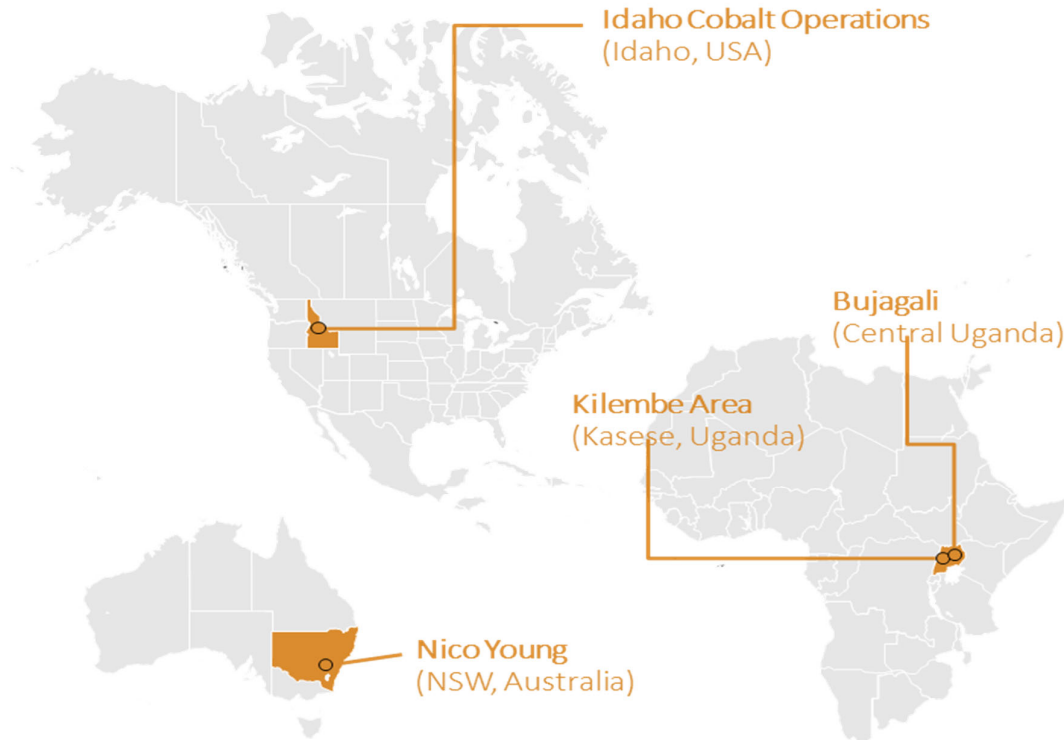 Idaho Cobalt Operations
(Idaho, USA)
Bujagali
(Central Uganda)
Kilembe Area
(Kasese, Uganda)
Nico Young
(NSW, Australia)